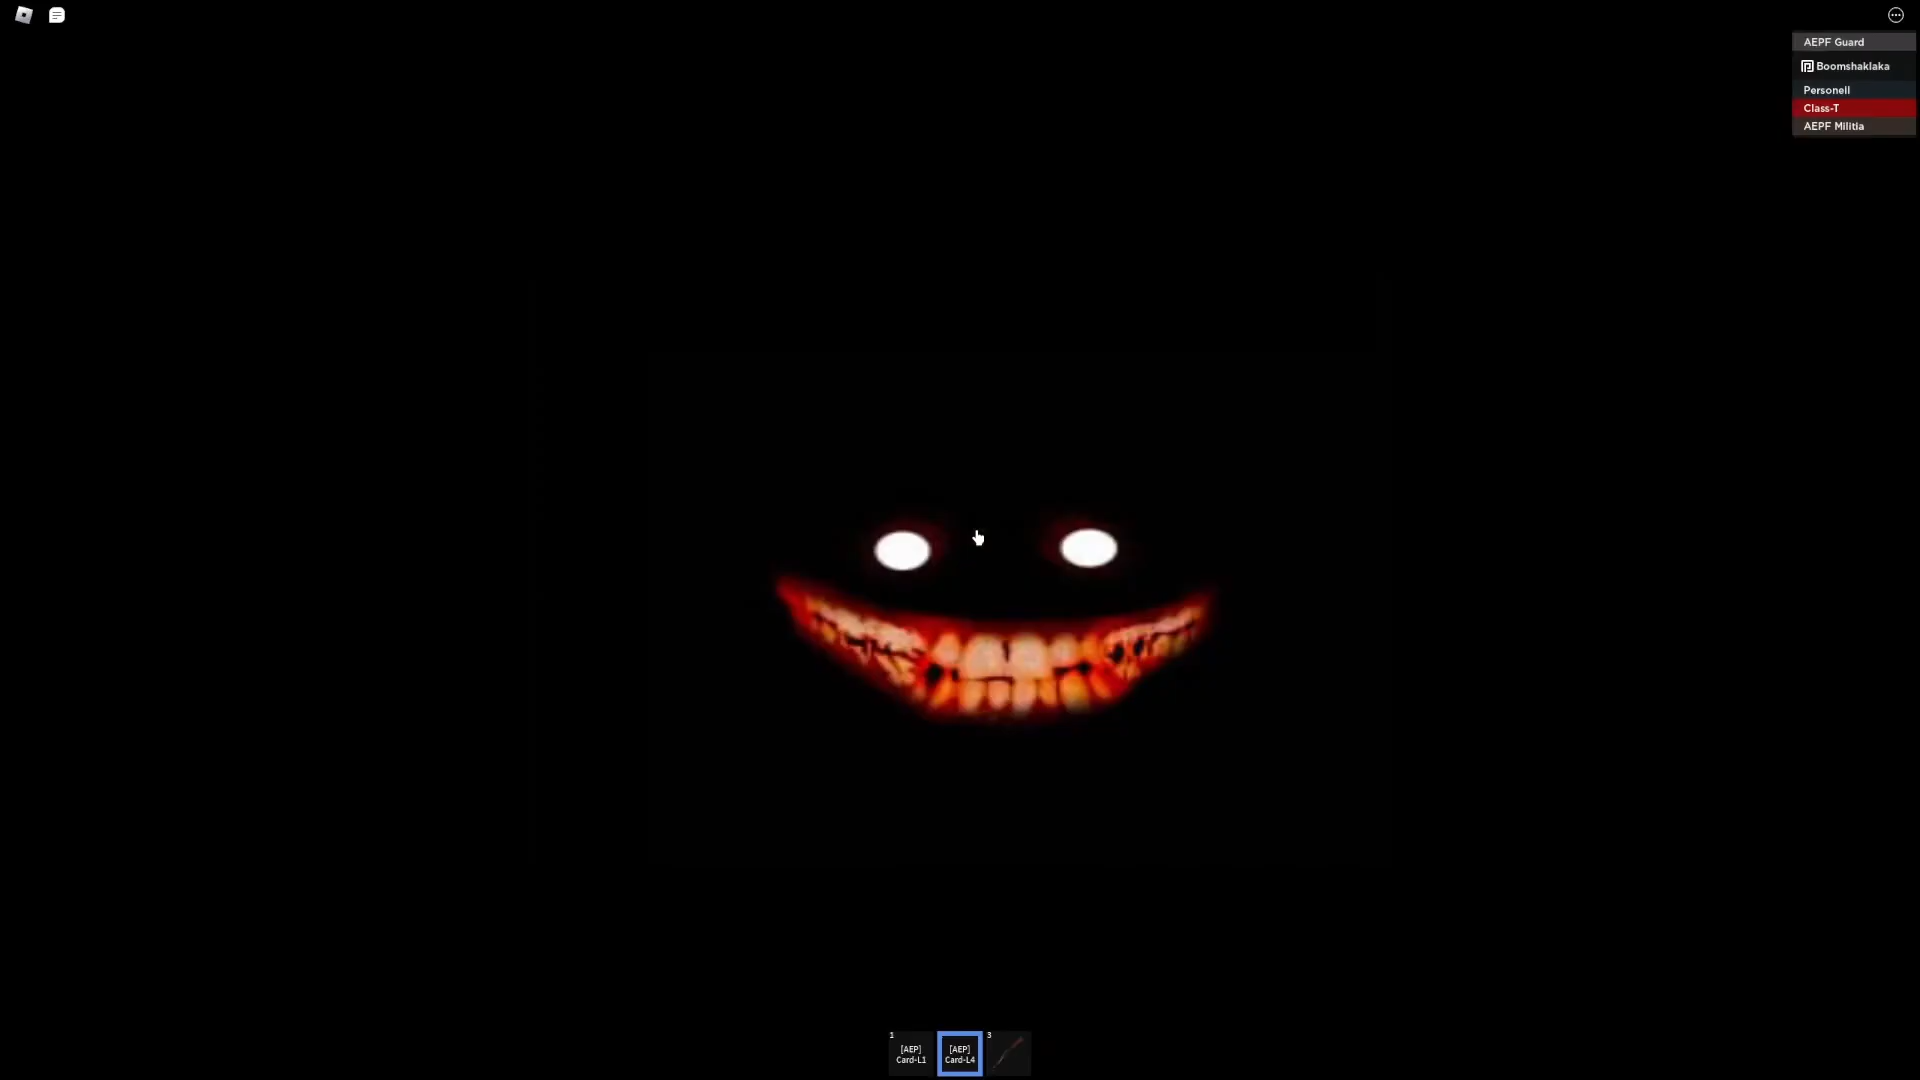 AEPF Guard
Boomshaklaka
Personell
Class-T
AEPF Militia
1
[AEP]
Card-L1
[AEP]
Card-L4
3